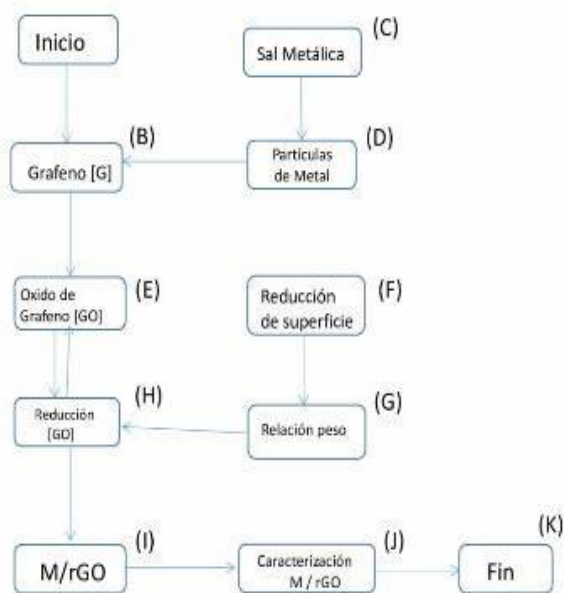 Inicio
(C)
Sal Metálica
(B)
Grafeno [G]
(D)
Partículas
de Metal
(E)
Oxido de
Grafeno [GO]
(F)
Reducción
de superficie
(H)
Reducción
[GO]
(G)
Relación peso
(I)
M/rGO
(J)
Caracterización
M / rGO
(K)
Fin